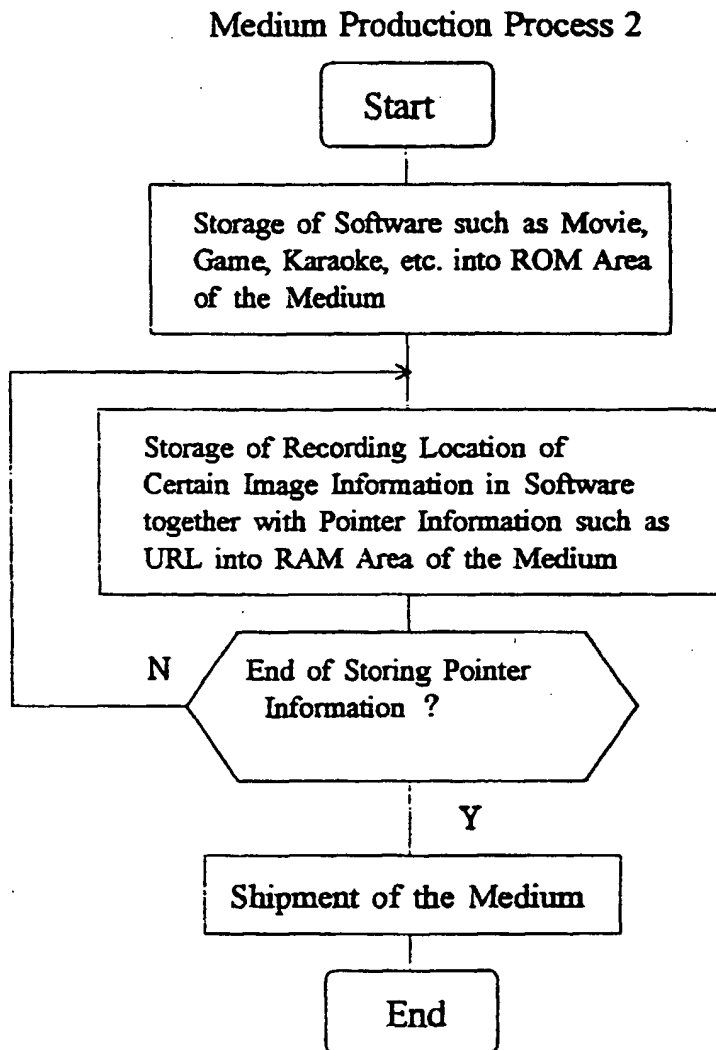 Medium Production Process 2
Start
Storage of Software such as Movie,
Game, Karaoke, etc. into ROM Area
of the Medium
Storage of Recording Location of
Certain Image Information in Software
together with Pointer Information such as
URL into RAM Area of the Medium
N
End of Storing Pointer
Information ?
Y
Shipment of the Medium
End